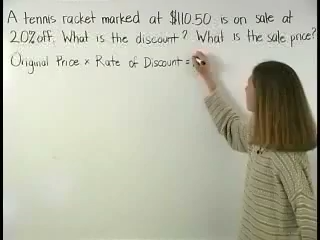 A tennis racket marked at $110.50 is on sale at
20% off. What is the discount? What is the sale price?
Original Price × Rate of Discount =